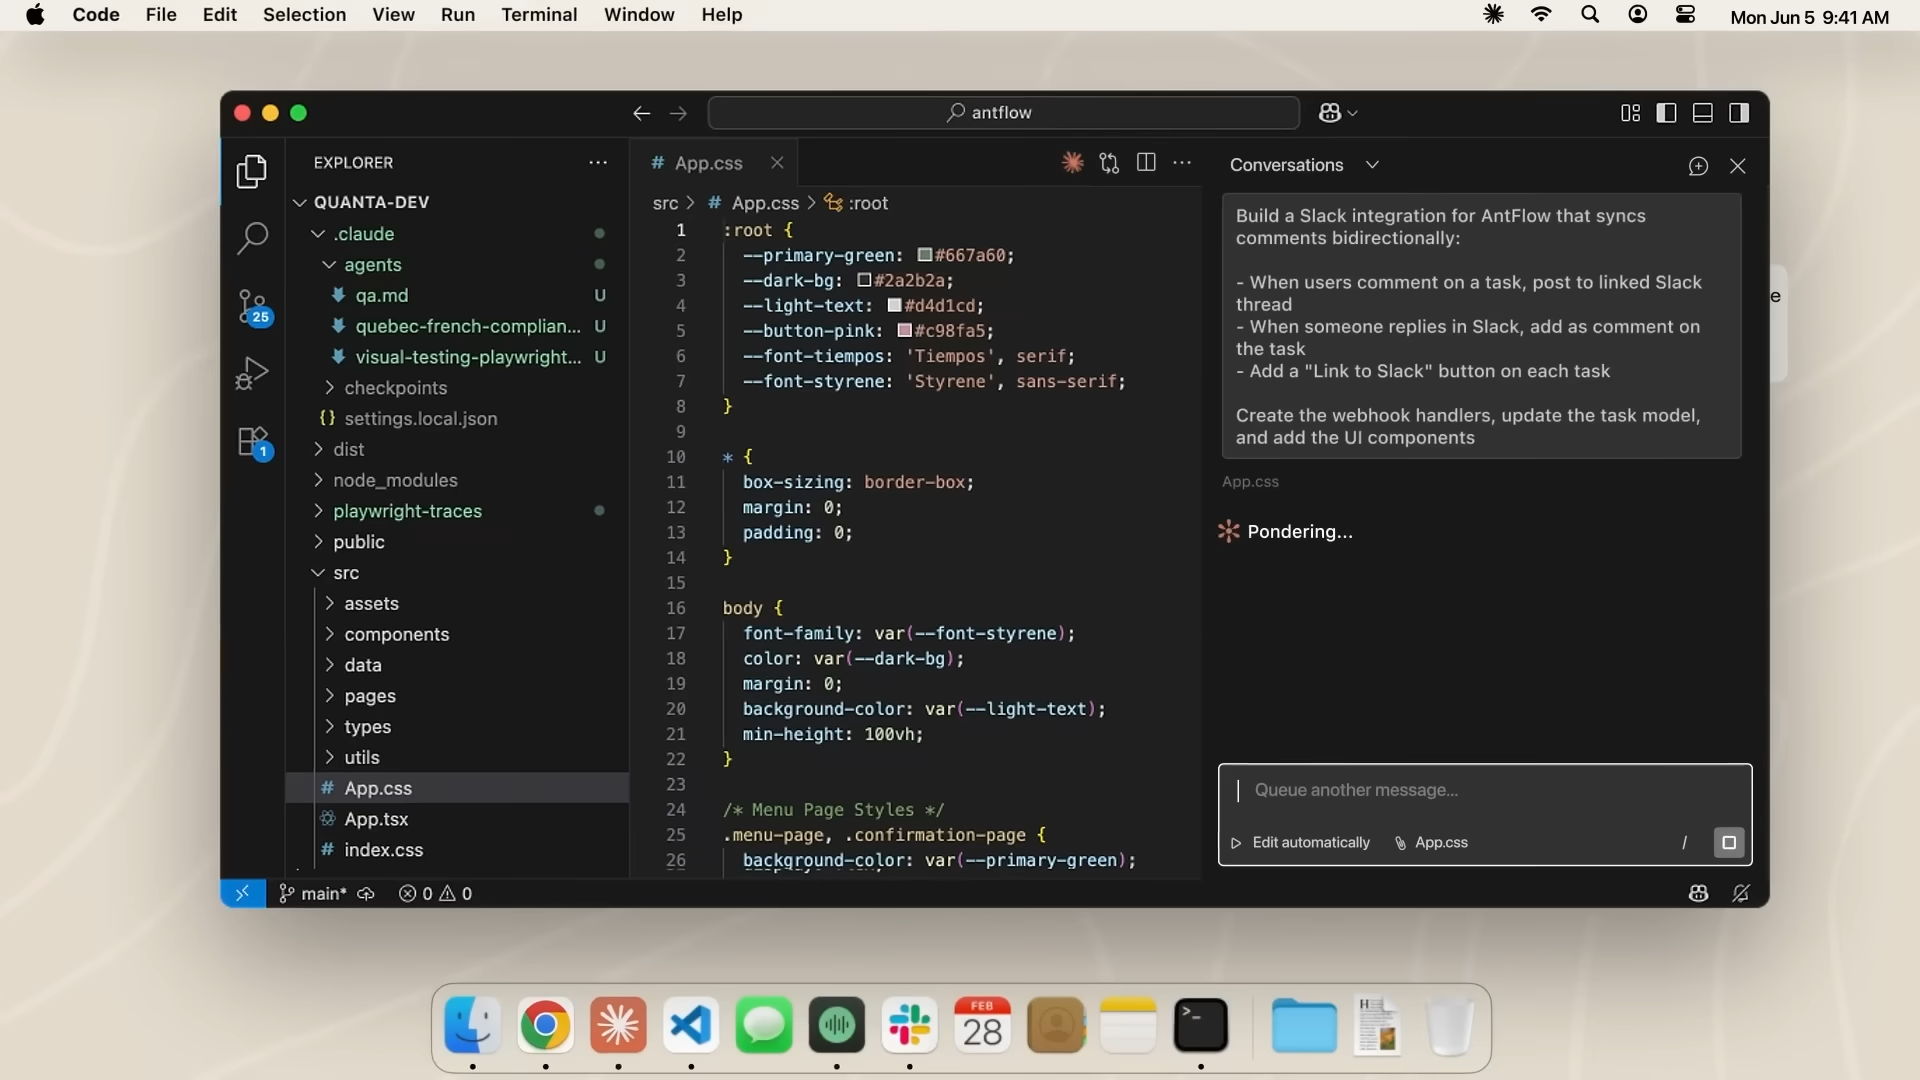 Code File Edit Selection View Run Terminal Window Help
Mon Jun 5 9:41 AM
antflow
EXPLORER
QUANTA-DEV
.claude
agents
qa.md U
quebec-french-complian... U
visual-testing-playwright... U
checkpoints
{} settings.local.json
dist
node_modules
playwright-traces
public
src
assets
components
data
pages
types
utils
# App.css
App.tsx
# index.css
25
1
# App.css
src > # App.css > :root
1 :root {
2 --primary-green: #667a60;
3 --dark-bg: #2a2b2a;
4 --light-text: #d4d1cd;
5 --button-pink: #c98fa5;
6 --font-tiempos: 'Tiempos', serif;
7 --font-styrene: 'Styrene', sans-serif;
8 }
9
10 * {
11 box-sizing: border-box;
12 margin: 0;
13 padding: 0;
14 }
15
16 body {
17 font-family: var(--font-styrene);
18 color: var(--dark-bg);
19 margin: 0;
20 background-color: var(--light-text);
21 min-height: 100vh;
22 }
23
24 /* Menu Page Styles */
25 .menu-page, .confirmation-page {
26 background-color: var(--primary-green);
Conversations
Build a Slack integration for AntFlow that syncs
comments bidirectionally:
- When users comment on a task, post to linked Slack
thread
- When someone replies in Slack, add as comment on
the task
- Add a "Link to Slack" button on each task
Create the webhook handlers, update the task model,
and add the UI components
App.css
Pondering...
Queue another message...
Edit automatically App.css /
main* 0 0
FEB
28